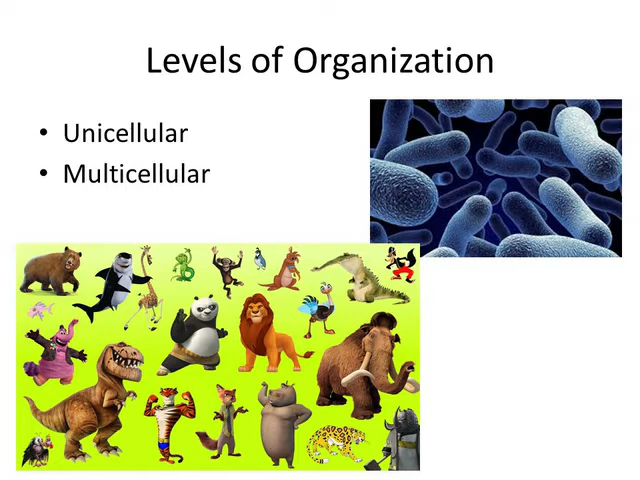 Levels of Organization
• Unicellular
• Multicellular